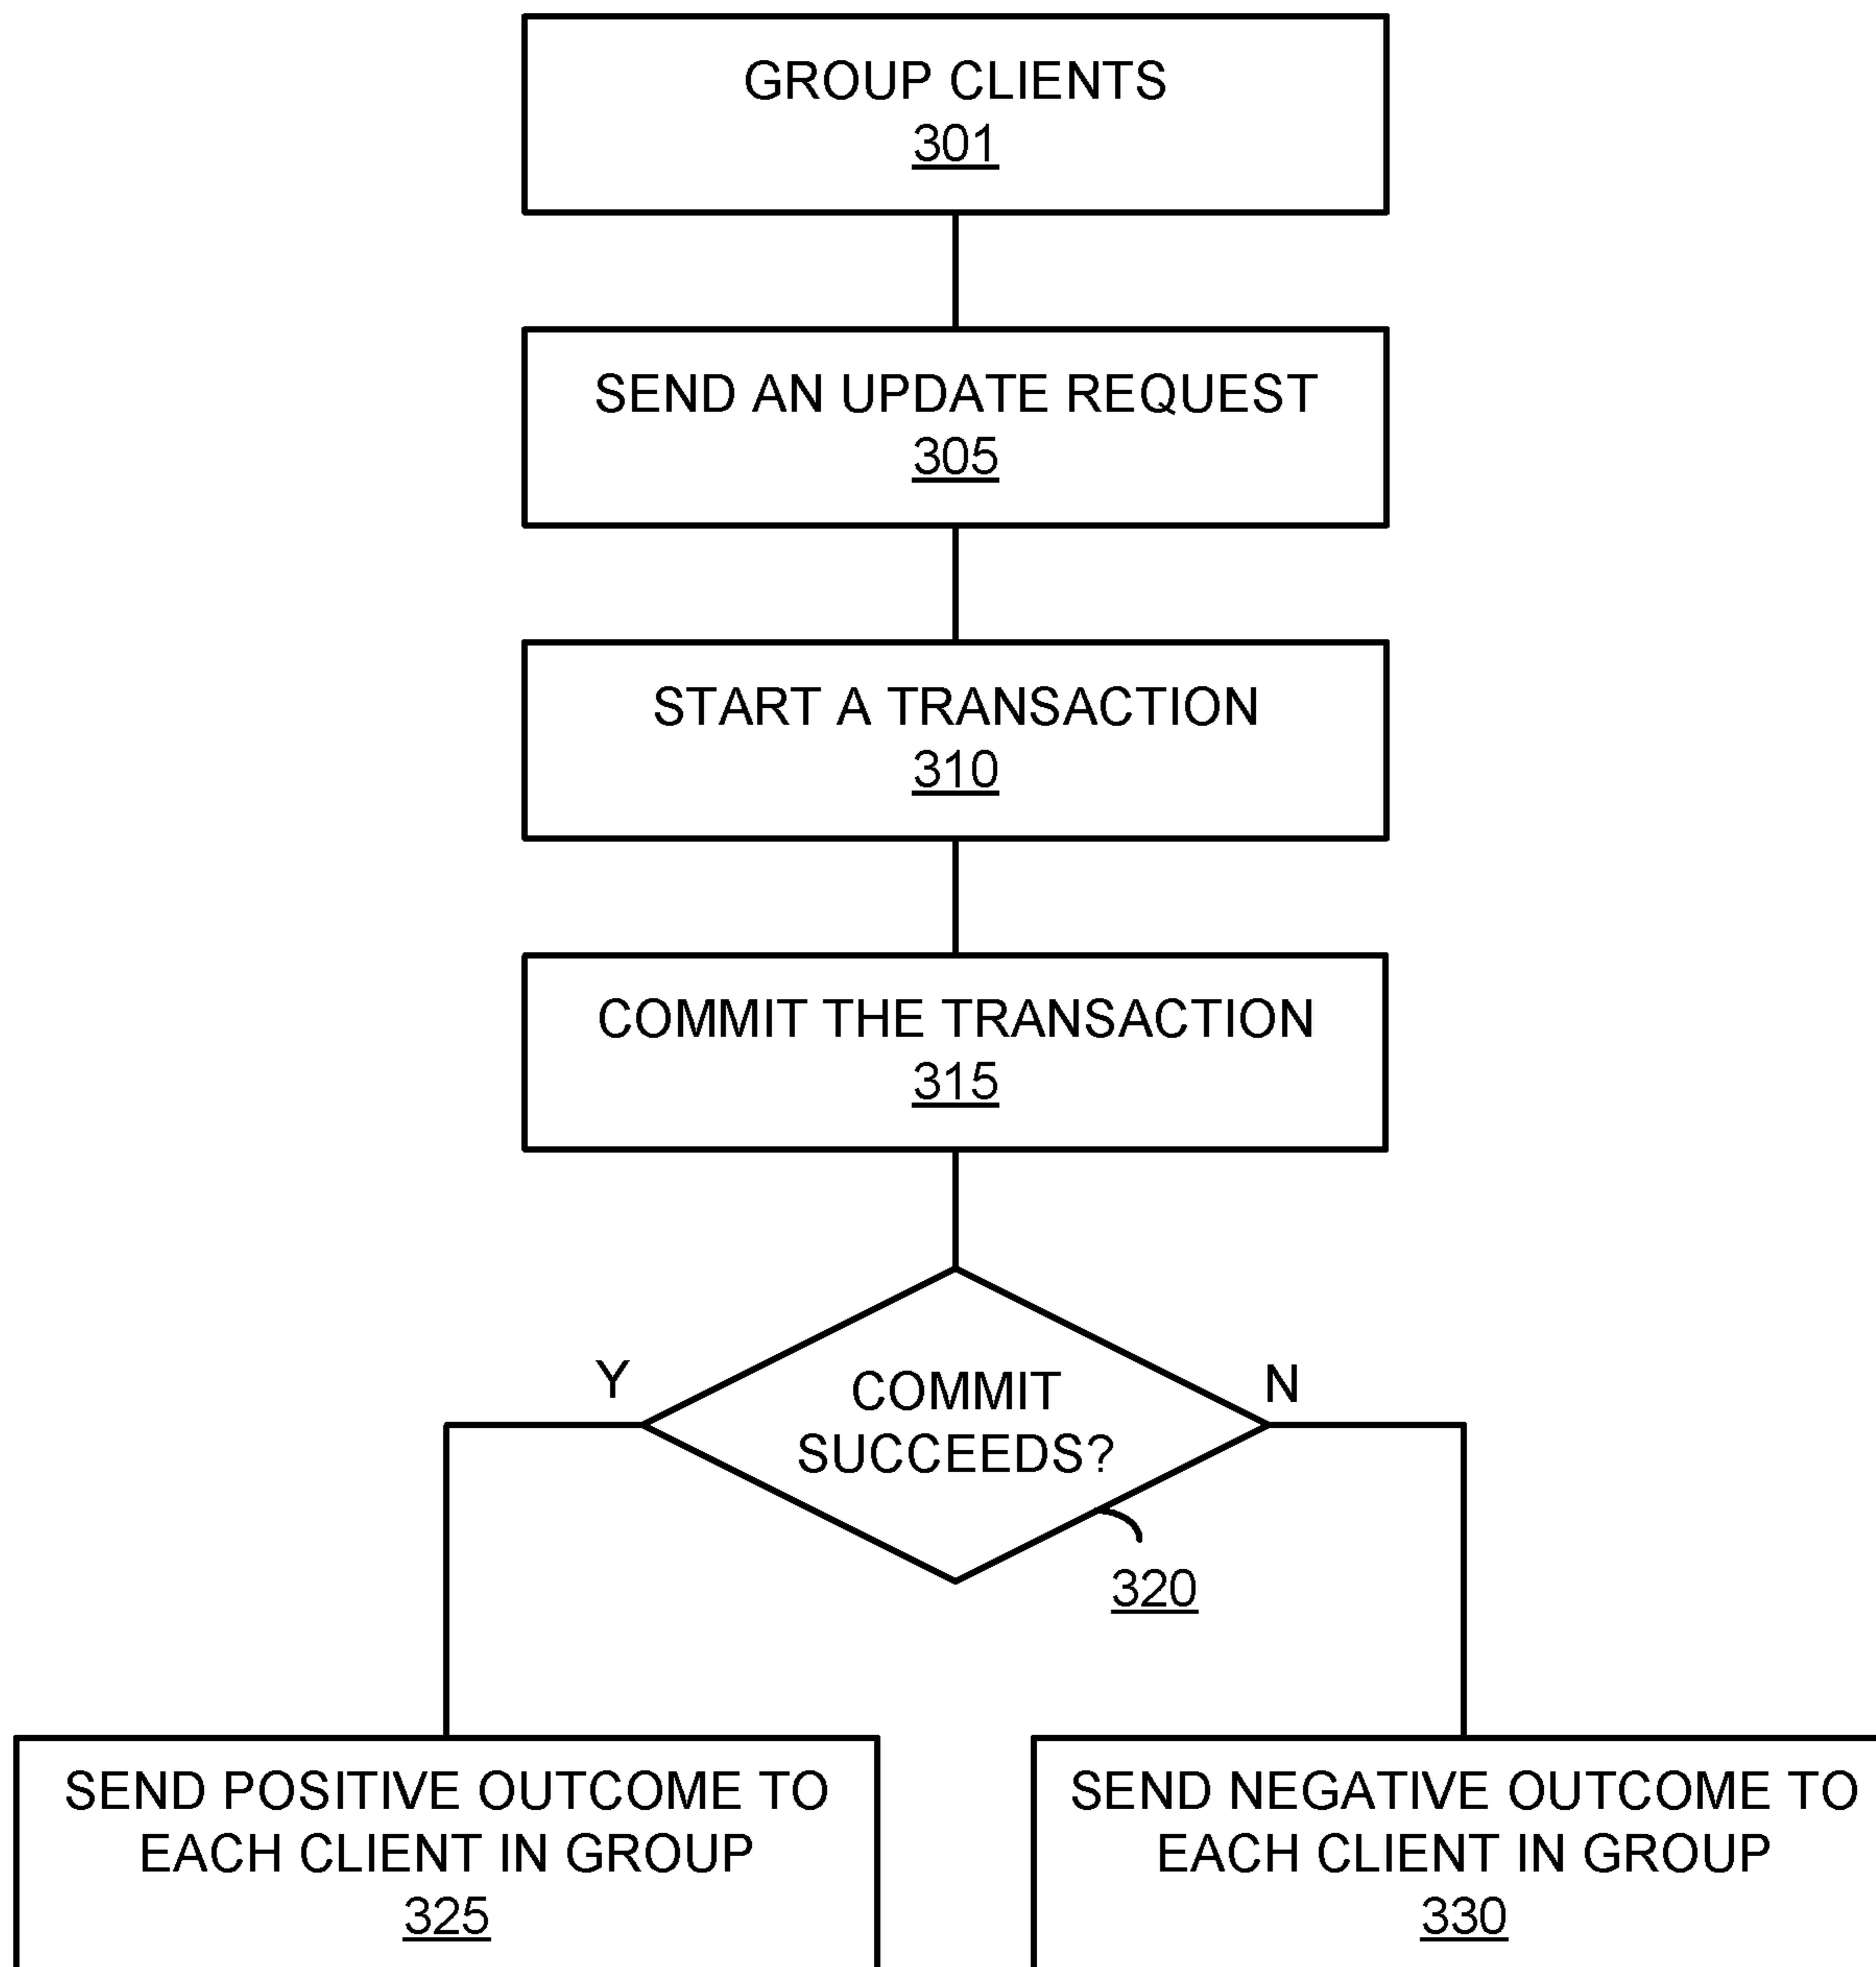 GROUP CLIENTS
301
SEND AN UPDATE REQUEST
305
START A TRANSACTION
310
COMMIT THE TRANSACTION
315
Y
N
COMMIT
SUCCEEDS?
320
SEND POSITIVE OUTCOME TO
EACH CLIENT IN GROUP
325
SEND NEGATIVE OUTCOME TO
EACH CLIENT IN GROUP
330